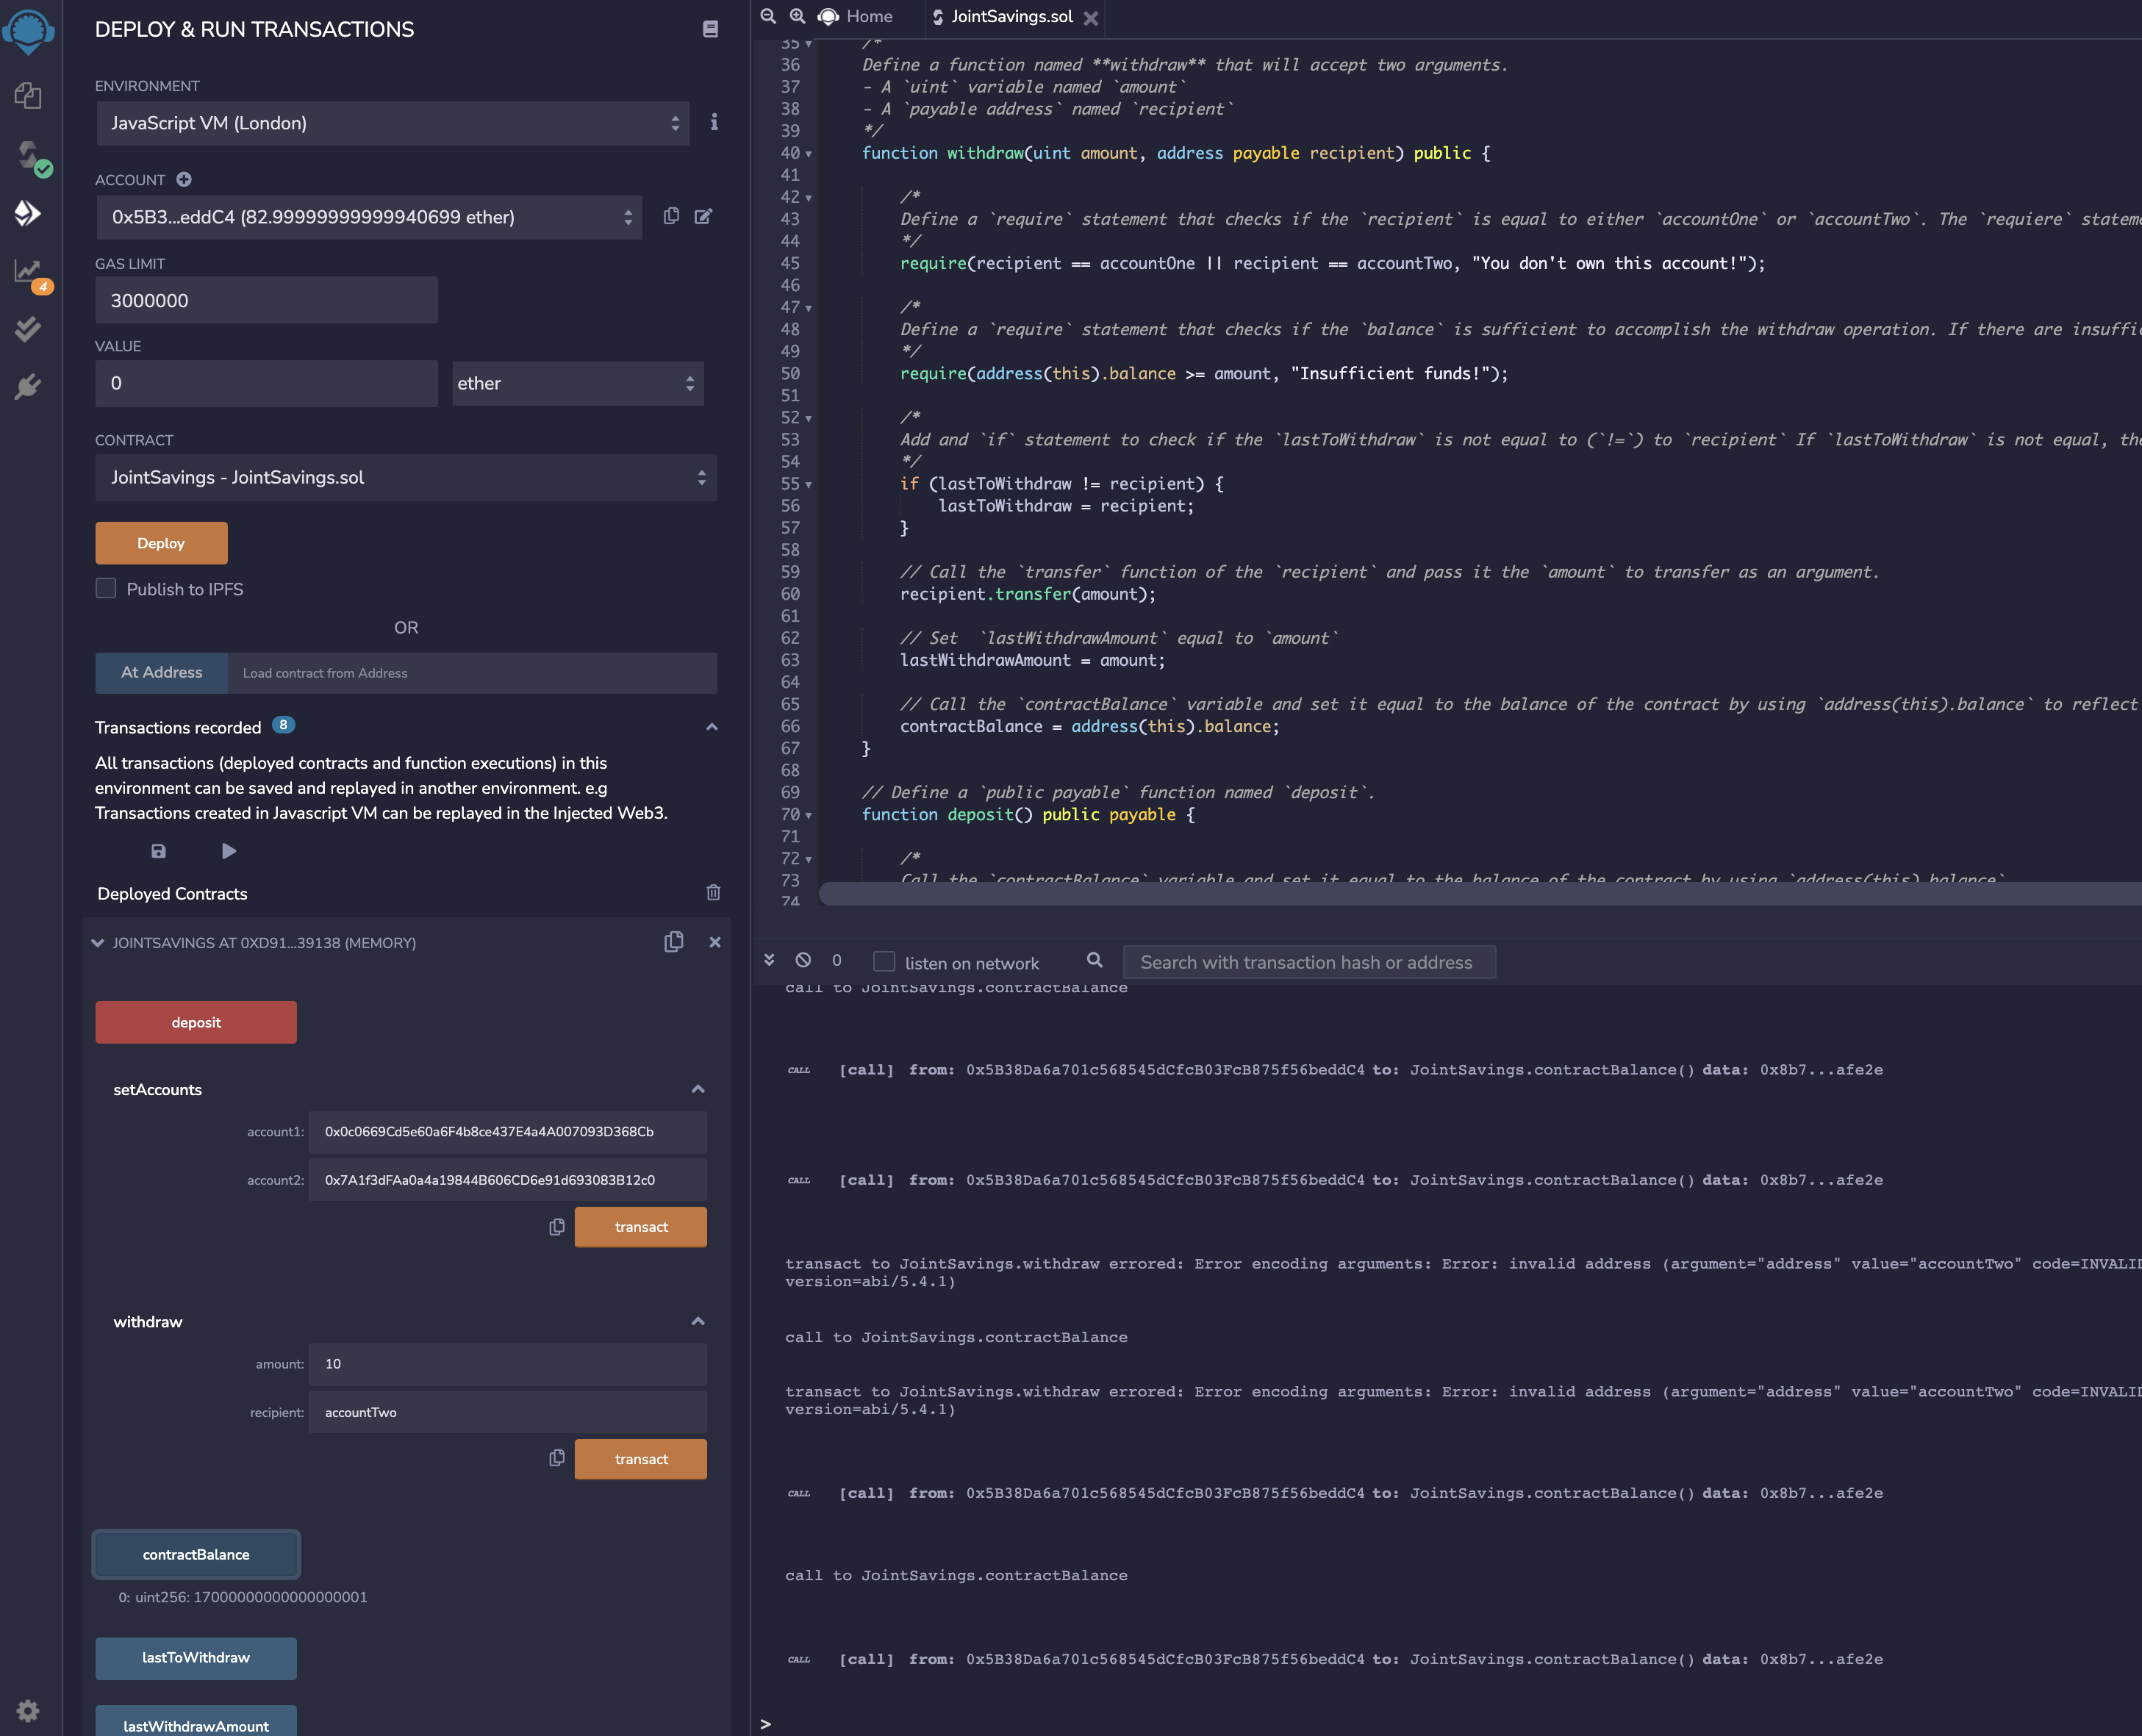 DEPLOY & RUN TRANSACTIONS
ENVIRONMENT
JavaScript VM (London)
ACCOUNT
0x5B3...eddC4 (82.99999999999940699 ether)
GAS LIMIT
3000000
VALUE
0
ether
CONTRACT
JointSavings - JointSavings.sol
Deploy
Publish to IPFS
OR
At Address
Load contract from Address
Transactions recorded 8
All transactions (deployed contracts and function executions) in this
environment can be saved and replayed in another environment. e.g
Transactions created in Javascript VM can be replayed in the Injected Web3.
Deployed Contracts
JOINTSAVINGS AT 0XD91...39138 (MEMORY)
deposit
setAccounts
account1: 0x0c0669Cd5e60a6F4b8ce437E4a4A007093D368Cb
account2: 0x7A1f3dFAa0a4a19844B606CD6e91d693083B12c0
transact
withdraw
amount: 10
recipient: accountTwo
transact
contractBalance
0: uint256: 17000000000000000001
lastToWithdraw
lastWithdrawAmount
4
Home
JointSavings.sol
35 /*
36 Define a function named **withdraw** that will accept two arguments.
37 - A `uint` variable named `amount`
38 - A `payable address` named `recipient`
39 */
40 function withdraw(uint amount, address payable recipient) public {
41
42 /*
43 Define a `require` statement that checks if the `recipient` is equal to either `accountOne` or `accountTwo`. The `requiere` stateme
44 */
45 require(recipient == accountOne || recipient == accountTwo, "You don't own this account!");
46
47 /*
48 Define a `require` statement that checks if the `balance` is sufficient to accomplish the withdraw operation. If there are insuffic
49 */
50 require(address(this).balance >= amount, "Insufficient funds!");
51
52 /*
53 Add and `if` statement to check if the `lastToWithdraw` is not equal to (`!=`) to `recipient` If `lastToWithdraw` is not equal, the
54 */
55 if (lastToWithdraw != recipient) {
56 lastToWithdraw = recipient;
57 }
58
59 // Call the `transfer` function of the `recipient` and pass it the `amount` to transfer as an argument.
60 recipient.transfer(amount);
61
62 // Set  `lastWithdrawAmount` equal to `amount`
63 lastWithdrawAmount = amount;
64
65 // Call the `contractBalance` variable and set it equal to the balance of the contract by using `address(this).balance` to reflect
66 contractBalance = address(this).balance;
67 }
68
69 // Define a `public payable` function named `deposit`.
70 function deposit() public payable {
71
72 /*
73 Call the `contractBalance` variable and set it equal to the balance of the contract by using `address(this).balance`
74
0
listen on network
Search with transaction hash or address
call to JointSavings.contractBalance
CALL [call] from: 0x5B38Da6a701c568545dCfcB03FcB875f56beddC4 to: JointSavings.contractBalance() data: 0x8b7...afe2e
CALL [call] from: 0x5B38Da6a701c568545dCfcB03FcB875f56beddC4 to: JointSavings.contractBalance() data: 0x8b7...afe2e
transact to JointSavings.withdraw errored: Error encoding arguments: Error: invalid address (argument="address" value="accountTwo" code=INVALID
version=abi/5.4.1)
call to JointSavings.contractBalance
transact to JointSavings.withdraw errored: Error encoding arguments: Error: invalid address (argument="address" value="accountTwo" code=INVALID
version=abi/5.4.1)
CALL [call] from: 0x5B38Da6a701c568545dCfcB03FcB875f56beddC4 to: JointSavings.contractBalance() data: 0x8b7...afe2e
call to JointSavings.contractBalance
CALL [call] from: 0x5B38Da6a701c568545dCfcB03FcB875f56beddC4 to: JointSavings.contractBalance() data: 0x8b7...afe2e
>